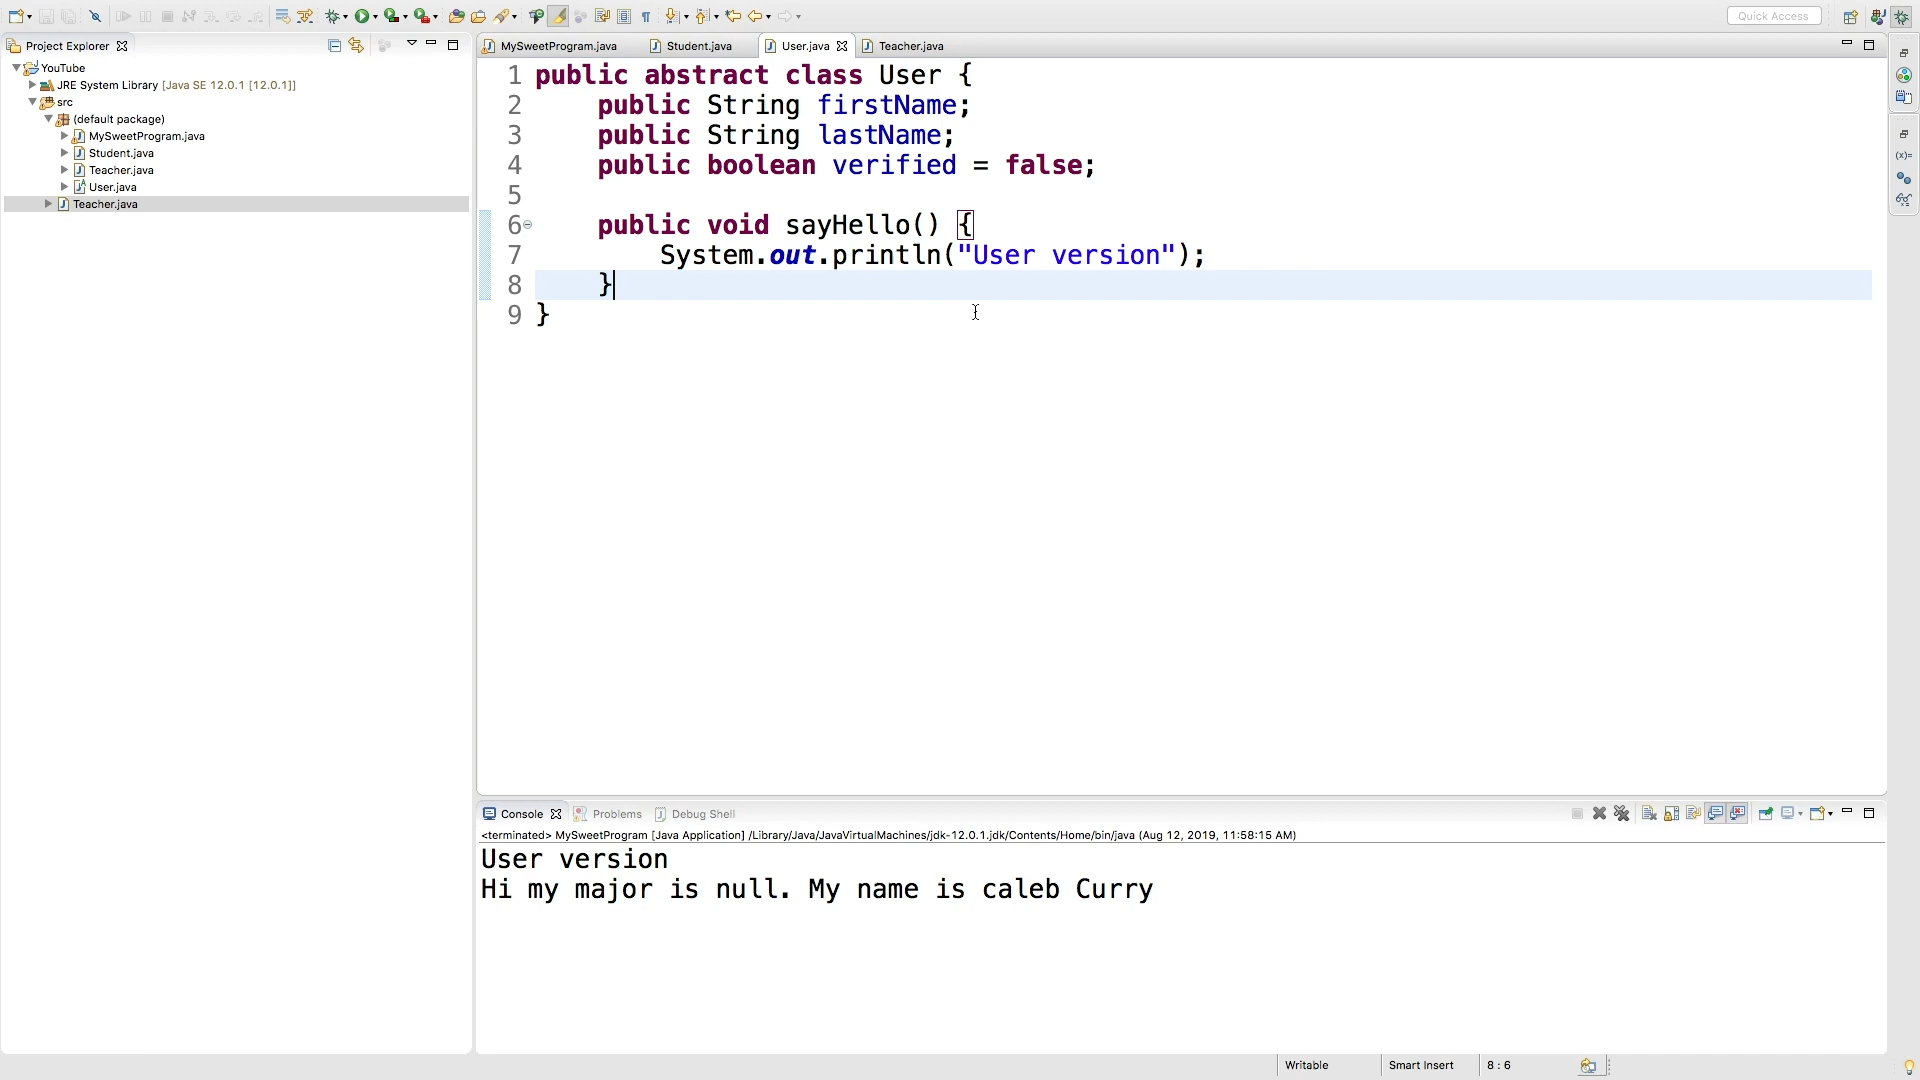 Quick Access
Project Explorer
YouTube
JRE System Library [Java SE 12.0.1 [12.0.1]]
src
(default package)
MySweetProgram.java
Student.java
Teacher.java
User.java
Teacher.java
MySweetProgram.java
Student.java
User.java
Teacher.java
1 public abstract class User {
2 public String firstName;
3 public String lastName;
4 public boolean verified = false;
5
6 public void sayHello() {
7 System.out.println("User version");
8 }
9 }
Console
Problems
Debug Shell
<terminated> MySweetProgram [Java Application] /Library/Java/JavaVirtualMachines/jdk-12.0.1.jdk/Contents/Home/bin/java (Aug 12, 2019, 11:58:15 AM)
User version
Hi my major is null. My name is caleb Curry
Writable
Smart Insert
8 : 6